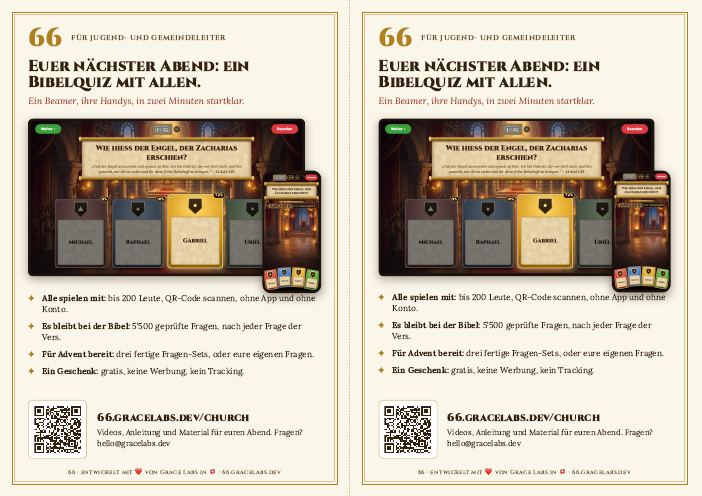 66 FÜR JUGEND- UND GEMEINDELEITER
EUER NÄCHSTER ABEND: EIN
BIBELQUIZ MIT ALLEN.
Ein Beamer, ihre Handys, in zwei Minuten startklar.
Weiter
Beenden
WIE HIESS DER ENGEL, DER ZACHARIAS
ERSCHIEN?
MICHAEL
RAPHAEL
GABRIEL
Alle spielen mit: bis 200 Leute, QR-Code scannen, ohne App und ohne
Konto.
Es bleibt bei der Bibel: 5'500 geprüfte Fragen, nach jeder Frage der
Vers.
Für Advent bereit: drei fertige Fragen-Sets, oder eure eigenen Fragen.
Ein Geschenk: gratis, keine Werbung, kein Tracking.
66.GRACELABS.DEV/CHURCH
Videos, Anleitung und Material für euren Abend. Fragen?
hello@gracelabs.dev
66 · ENTWICKELT MIT ❤️ VON GRACE LABS IN 🇨🇭 · 66.GRACELABS.DEV
66 FÜR JUGEND- UND GEMEINDELEITER
EUER NÄCHSTER ABEND: EIN
BIBELQUIZ MIT ALLEN.
Ein Beamer, ihre Handys, in zwei Minuten startklar.
Weiter
Beenden
WIE HIESS DER ENGEL, DER ZACHARIAS
ERSCHIEN?
MICHAEL
RAPHAEL
GABRIEL
Alle spielen mit: bis 200 Leute, QR-Code scannen, ohne App und ohne
Konto.
Es bleibt bei der Bibel: 5'500 geprüfte Fragen, nach jeder Frage der
Vers.
Für Advent bereit: drei fertige Fragen-Sets, oder eure eigenen Fragen.
Ein Geschenk: gratis, keine Werbung, kein Tracking.
66.GRACELABS.DEV/CHURCH
Videos, Anleitung und Material für euren Abend. Fragen?
hello@gracelabs.dev
66 · ENTWICKELT MIT ❤️ VON GRACE LABS IN 🇨🇭 · 66.GRACELABS.DEV